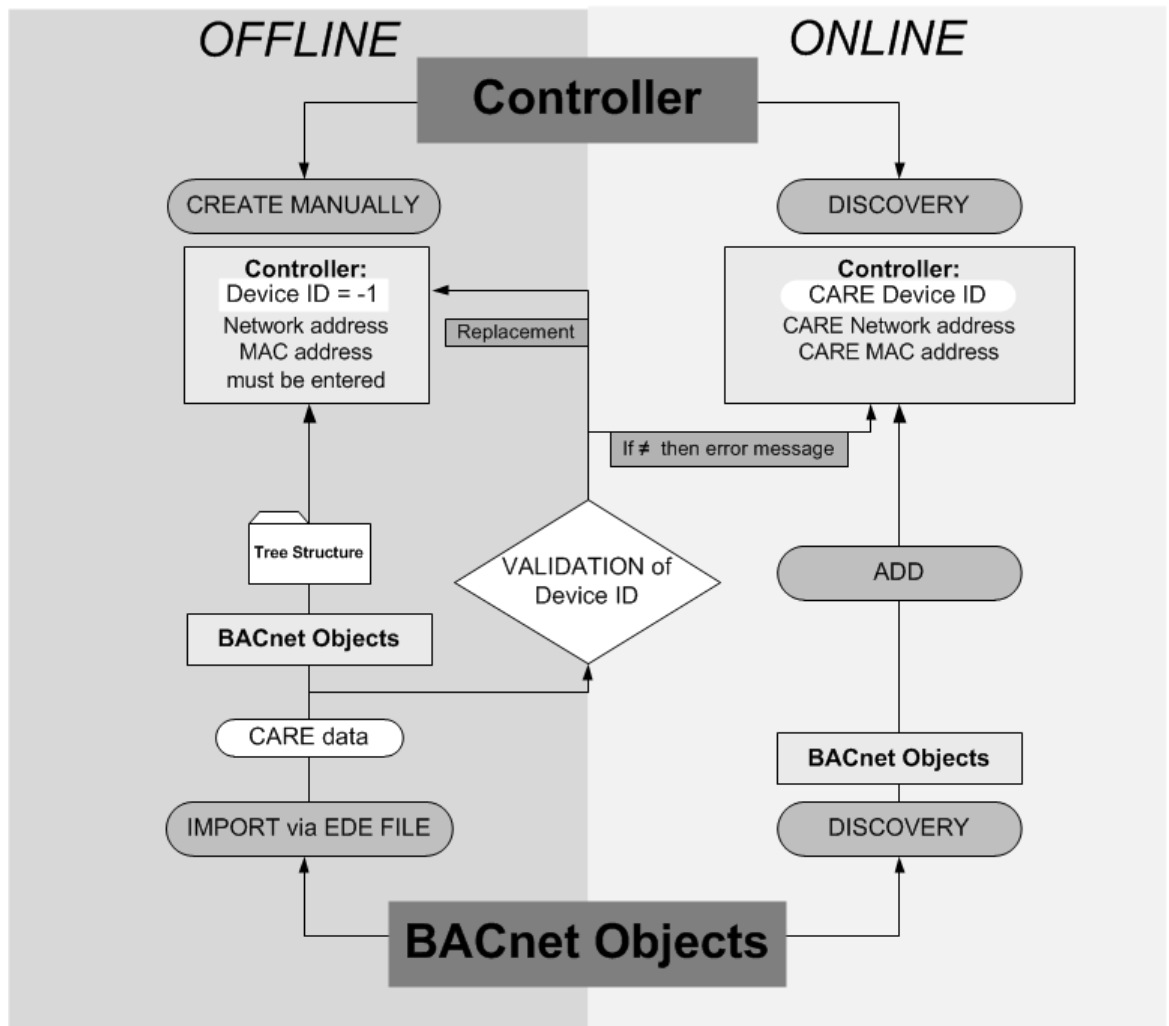 OFFLINE
ONLINE
Controller
CREATE MANUALLY
DISCOVERY
Controller:
Device ID = -1
Network address
MAC address
must be entered
Controller:
CARE Device ID
CARE Network address
CARE MAC address
Replacement
If ≠ then error message
Tree Structure
VALIDATION of
Device ID
ADD
BACnet Objects
CARE data
BACnet Objects
IMPORT via EDE FILE
DISCOVERY
BACnet Objects